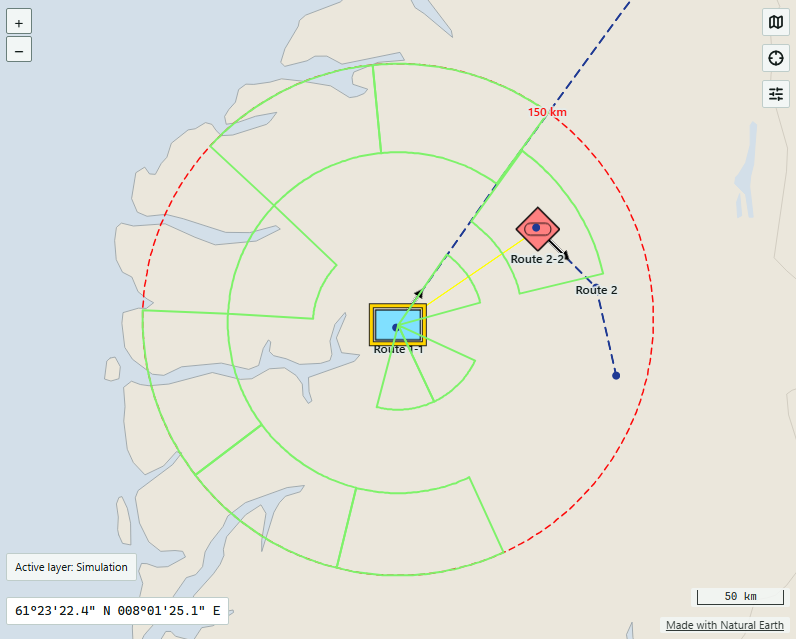 +
−
150 km
Route 2-2
Route 2
Route 1-1
Active layer: Simulation
61°23'22.4" N 008°01'25.1" E
50 km
Made with Natural Earth